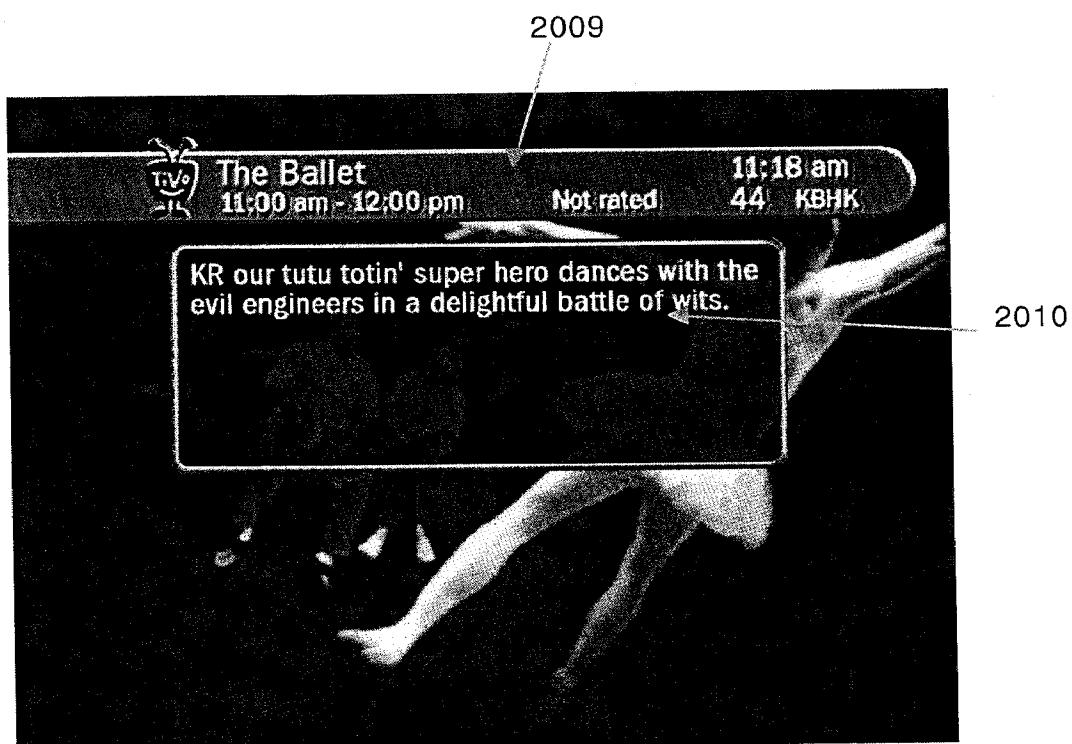 2009
TiVo The Ballet 11:18 am
11:00 am - 12:00 pm Not rated 44 KBHK
KR our tutu totin' super hero dances with the
evil engineers in a delightful battle of wits.
2010